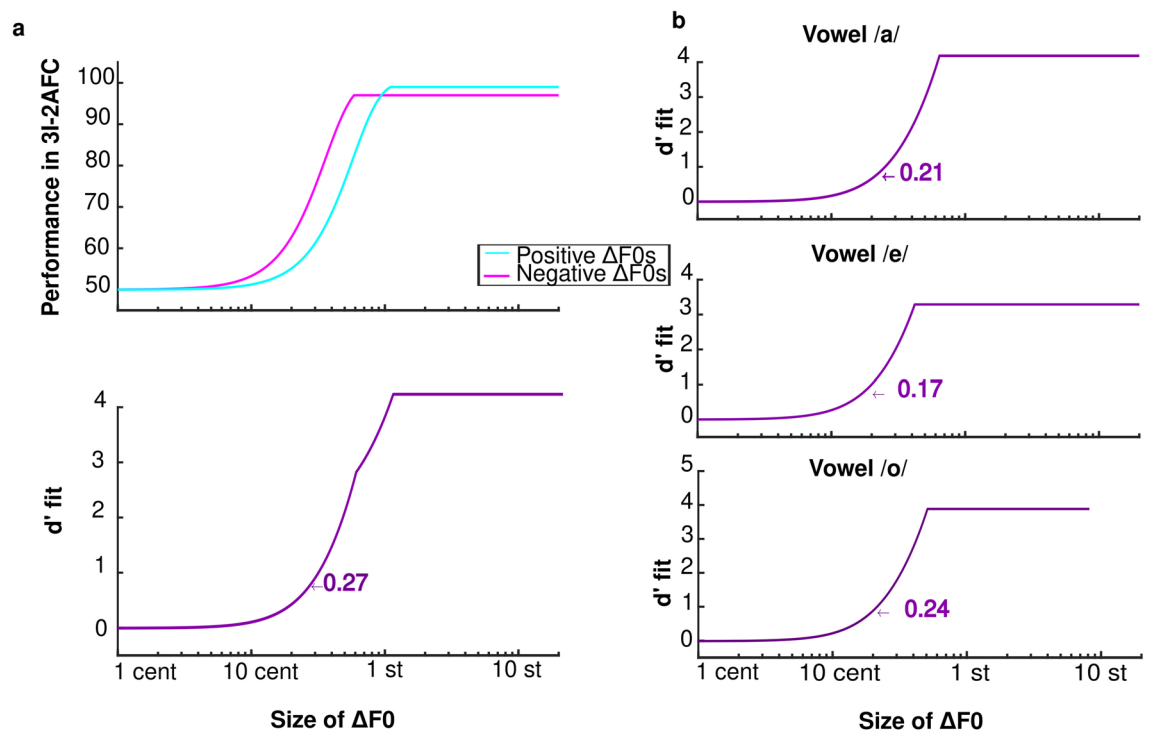 a
Performance in 3I-2AFC
100
90
80
70
60
50
Positive ΔF0s
Negative ΔF0s
d' fit
4
3
2
1
0
←0.27
1 cent
10 cent
1 st
10 st
Size of ΔF0
b
Vowel /a/
d' fit
4
3
2
1
0
←0.21
Vowel /e/
d' fit
4
3
2
1
0
← 0.17
Vowel /o/
d' fit
5
4
3
2
1
0
← 0.24
1 cent
10 cent
1 st
10 st
Size of ΔF0